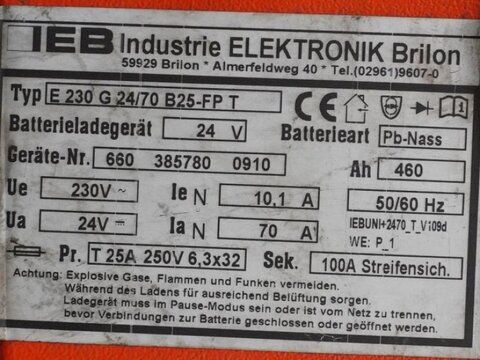 IEB Industrie ELEKTRONIK Brilon
59929 Brilon * Almerfeldweg 40 * Tel.(02961)9607-0
Typ E 230 G 24/70 B25-FP T CE
Batterieladegerät 24 V Batterieart Pb-Nass
Geräte-Nr. 660 385780 0910 Ah 460
Ue 230V ~ Ie N 10,1 A 50/60 Hz
Ua 24V Ia N 70 A IEBUNI+2470_T_V109d
WE: P_1
Pr. T 25A 250V 6,3x32 Sek. 100A Streifensich.
Achtung: Explosive Gase, Flammen und Funken vermeiden.
Während des Ladens für ausreichend Belüftung sorgen.
Ladegerät muss im Pause-Modus sein oder ist vom Netz zu trennen,
bevor Verbindungen zur Batterie geschlossen oder geöffnet werden.